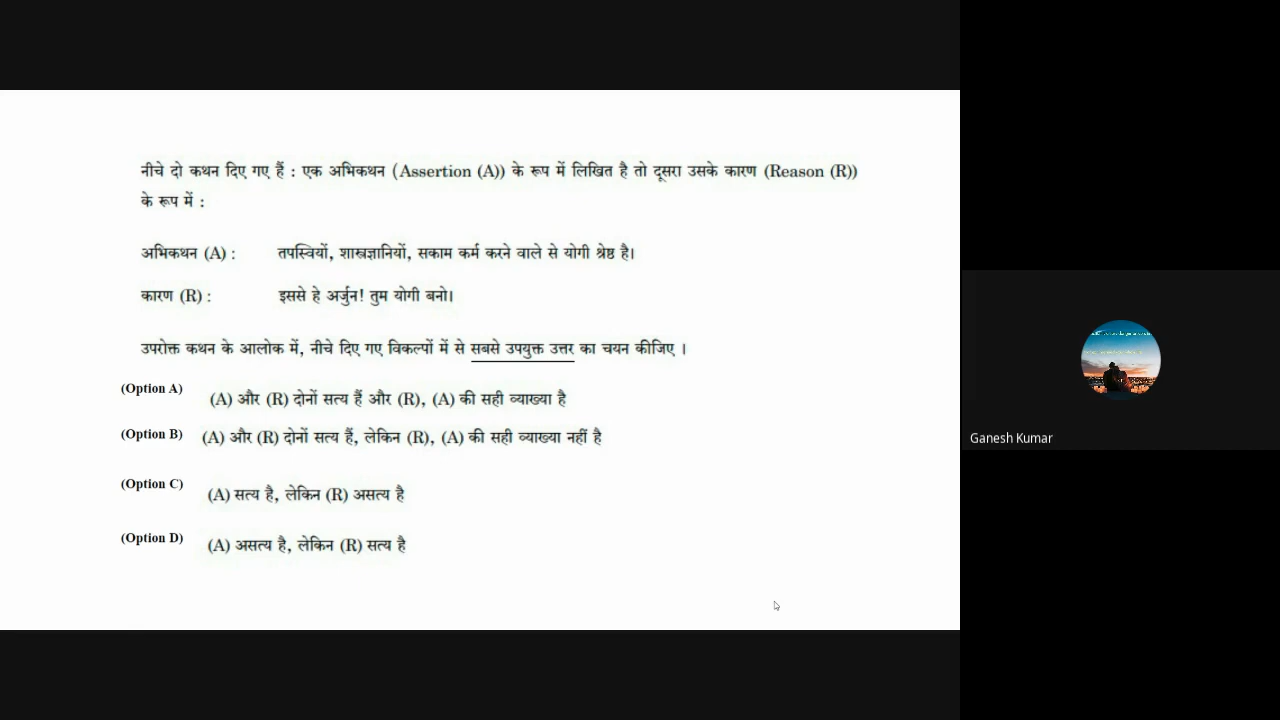 नीचे दो कथन दिए गए हैं : एक अभिकथन (Assertion (A)) के रूप में लिखित है तो दूसरा उसके कारण (Reason (R))
के रूप में :
अभिकथन (A) : तपस्वियों, शास्त्रज्ञानियों, सकाम कर्म करने वाले से योगी श्रेष्ठ है।
कारण (R) : इससे हे अर्जुन! तुम योगी बनो।
उपरोक्त कथन के आलोक में, नीचे दिए गए विकल्पों में से सबसे उपयुक्त उत्तर का चयन कीजिए ।
(Option A) (A) और (R) दोनों सत्य हैं और (R), (A) की सही व्याख्या है
(Option B) (A) और (R) दोनों सत्य हैं, लेकिन (R), (A) की सही व्याख्या नहीं है
(Option C) (A) सत्य है, लेकिन (R) असत्य है
(Option D) (A) असत्य है, लेकिन (R) सत्य है
Ganesh Kumar